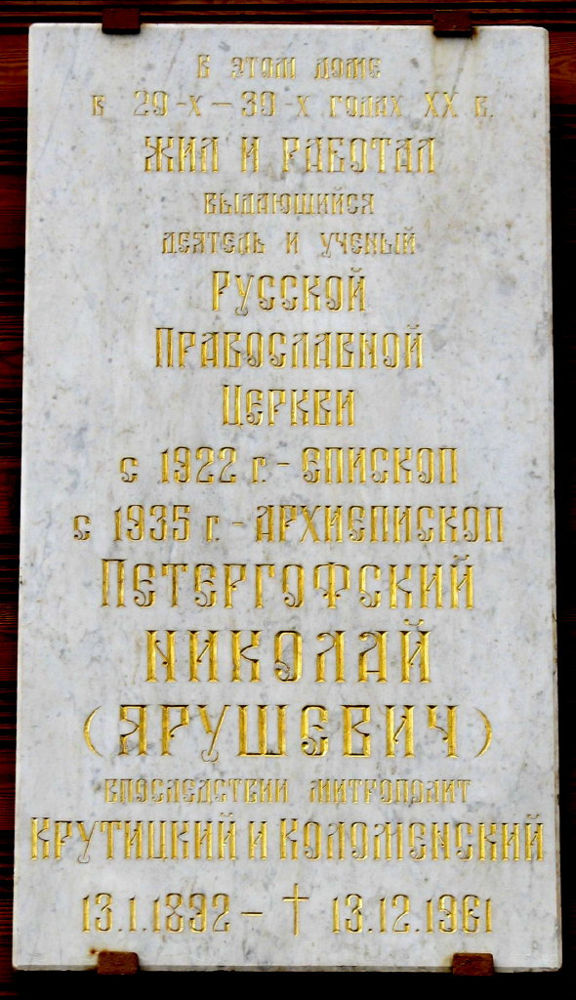 В этом доме
в 20-х – 30-х годах XX в.
жил и работал
выдающийся
деятель и ученый
Русской
Православной
Церкви
с 1922 г. - епископ
с 1935 г. - архиепископ
Петергофский
НИКОЛАЙ
(ЯРУШЕВИЧ)
впоследствии митрополит
Крутицкий и Коломенский
13.1.1892 – † 13.12.1961